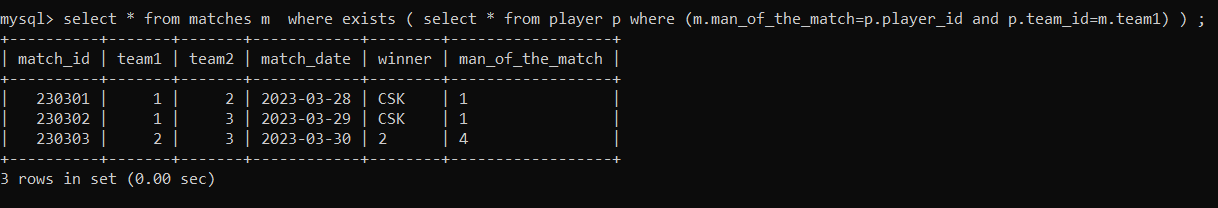 mysql> select * from matches m  where exists ( select * from player p where (m.man_of_the_match=p.player_id and p.team_id=m.team1) ) ;
+----------+-------+-------+------------+--------+------------------+
| match_id | team1 | team2 | match_date | winner | man_of_the_match |
+----------+-------+-------+------------+--------+------------------+
|   230301 |     1 |     2 | 2023-03-28 | CSK    | 1                |
|   230302 |     1 |     3 | 2023-03-29 | CSK    | 1                |
|   230303 |     2 |     3 | 2023-03-30 | 2      | 4                |
+----------+-------+-------+------------+--------+------------------+
3 rows in set (0.00 sec)